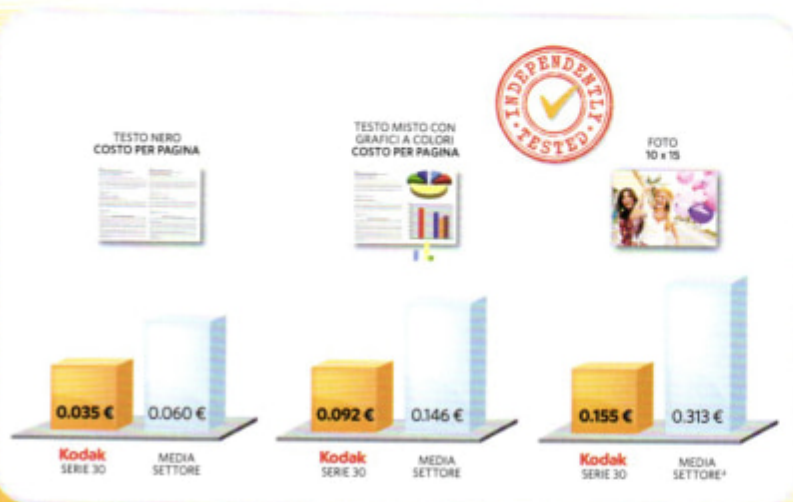 INDEPENDENTLY
TESTED
TESTO NERO
COSTO PER PAGINA
TESTO MISTO CON
GRAFICI A COLORI
COSTO PER PAGINA
FOTO
10 x 15
0.035 €
0.060 €
0.092 €
0.146 €
0.155 €
0.313 €
Kodak
SERIE 30
MEDIA
SETTORE
Kodak
SERIE 30
MEDIA
SETTORE
Kodak
SERIE 30
MEDIA
SETTORE